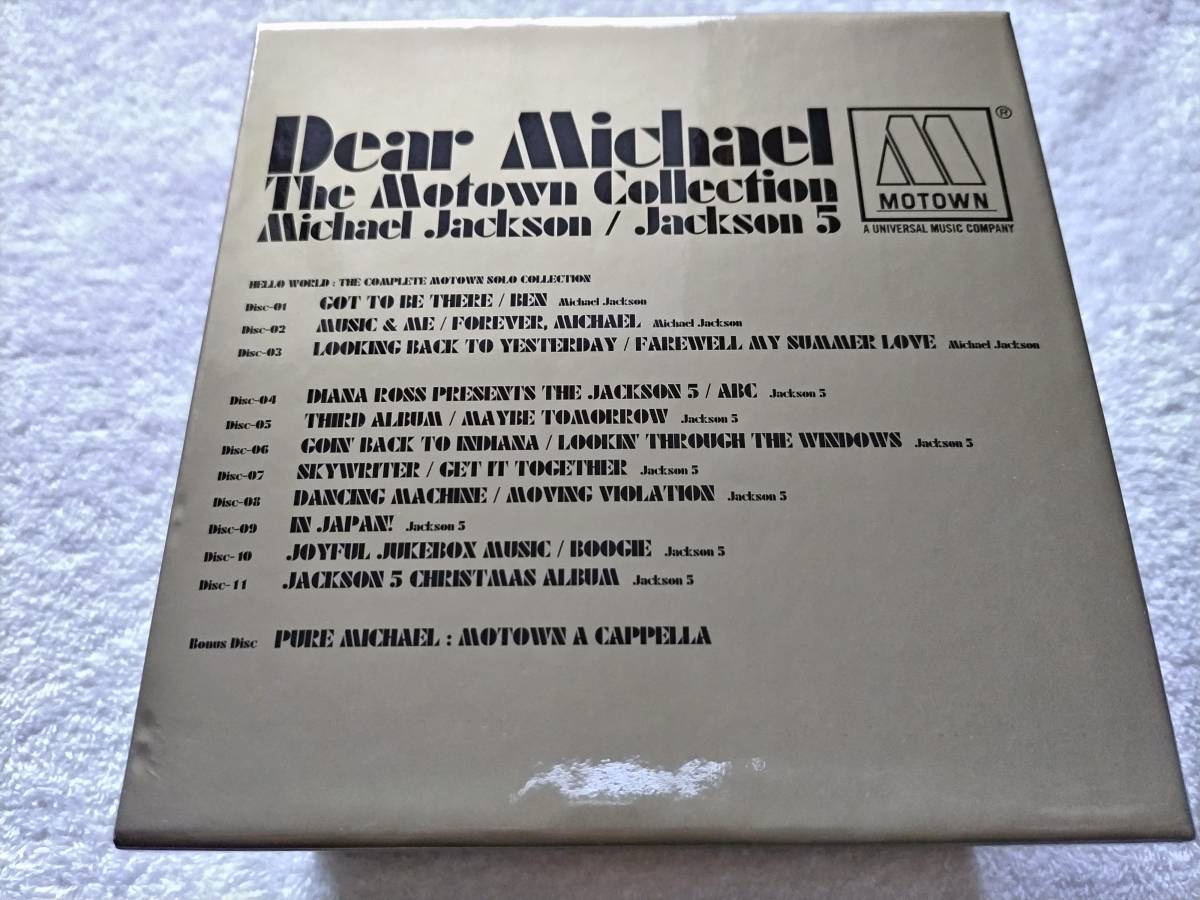 Dear Michael
The Motown Collection
Michael Jackson / Jackson 5
MOTOWN ®
A UNIVERSAL MUSIC COMPANY
HELLO WORLD : THE COMPLETE MOTOWN SOLO COLLECTION
Disc-01 GOT TO BE THERE / BEN Michael Jackson
Disc-02 MUSIC & ME / FOREVER, MICHAEL Michael Jackson
Disc-03 LOOKING BACK TO YESTERDAY / FAREWELL MY SUMMER LOVE Michael Jackson
Disc-04 DIANA ROSS PRESENTS THE JACKSON 5 / ABC Jackson 5
Disc-05 THIRD ALBUM / MAYBE TOMORROW Jackson 5
Disc-06 GOIN' BACK TO INDIANA / LOOKIN' THROUGH THE WINDOWS Jackson 5
Disc-07 SKYWRITER / GET IT TOGETHER Jackson 5
Disc-08 DANCING MACHINE / MOVING VIOLATION Jackson 5
Disc-09 IN JAPAN! Jackson 5
Disc-10 JOYFUL JUKEBOX MUSIC / BOOGIE Jackson 5
Disc-11 JACKSON 5 CHRISTMAS ALBUM Jackson 5
Bonus Disc PURE MICHAEL : MOTOWN A CAPPELLA